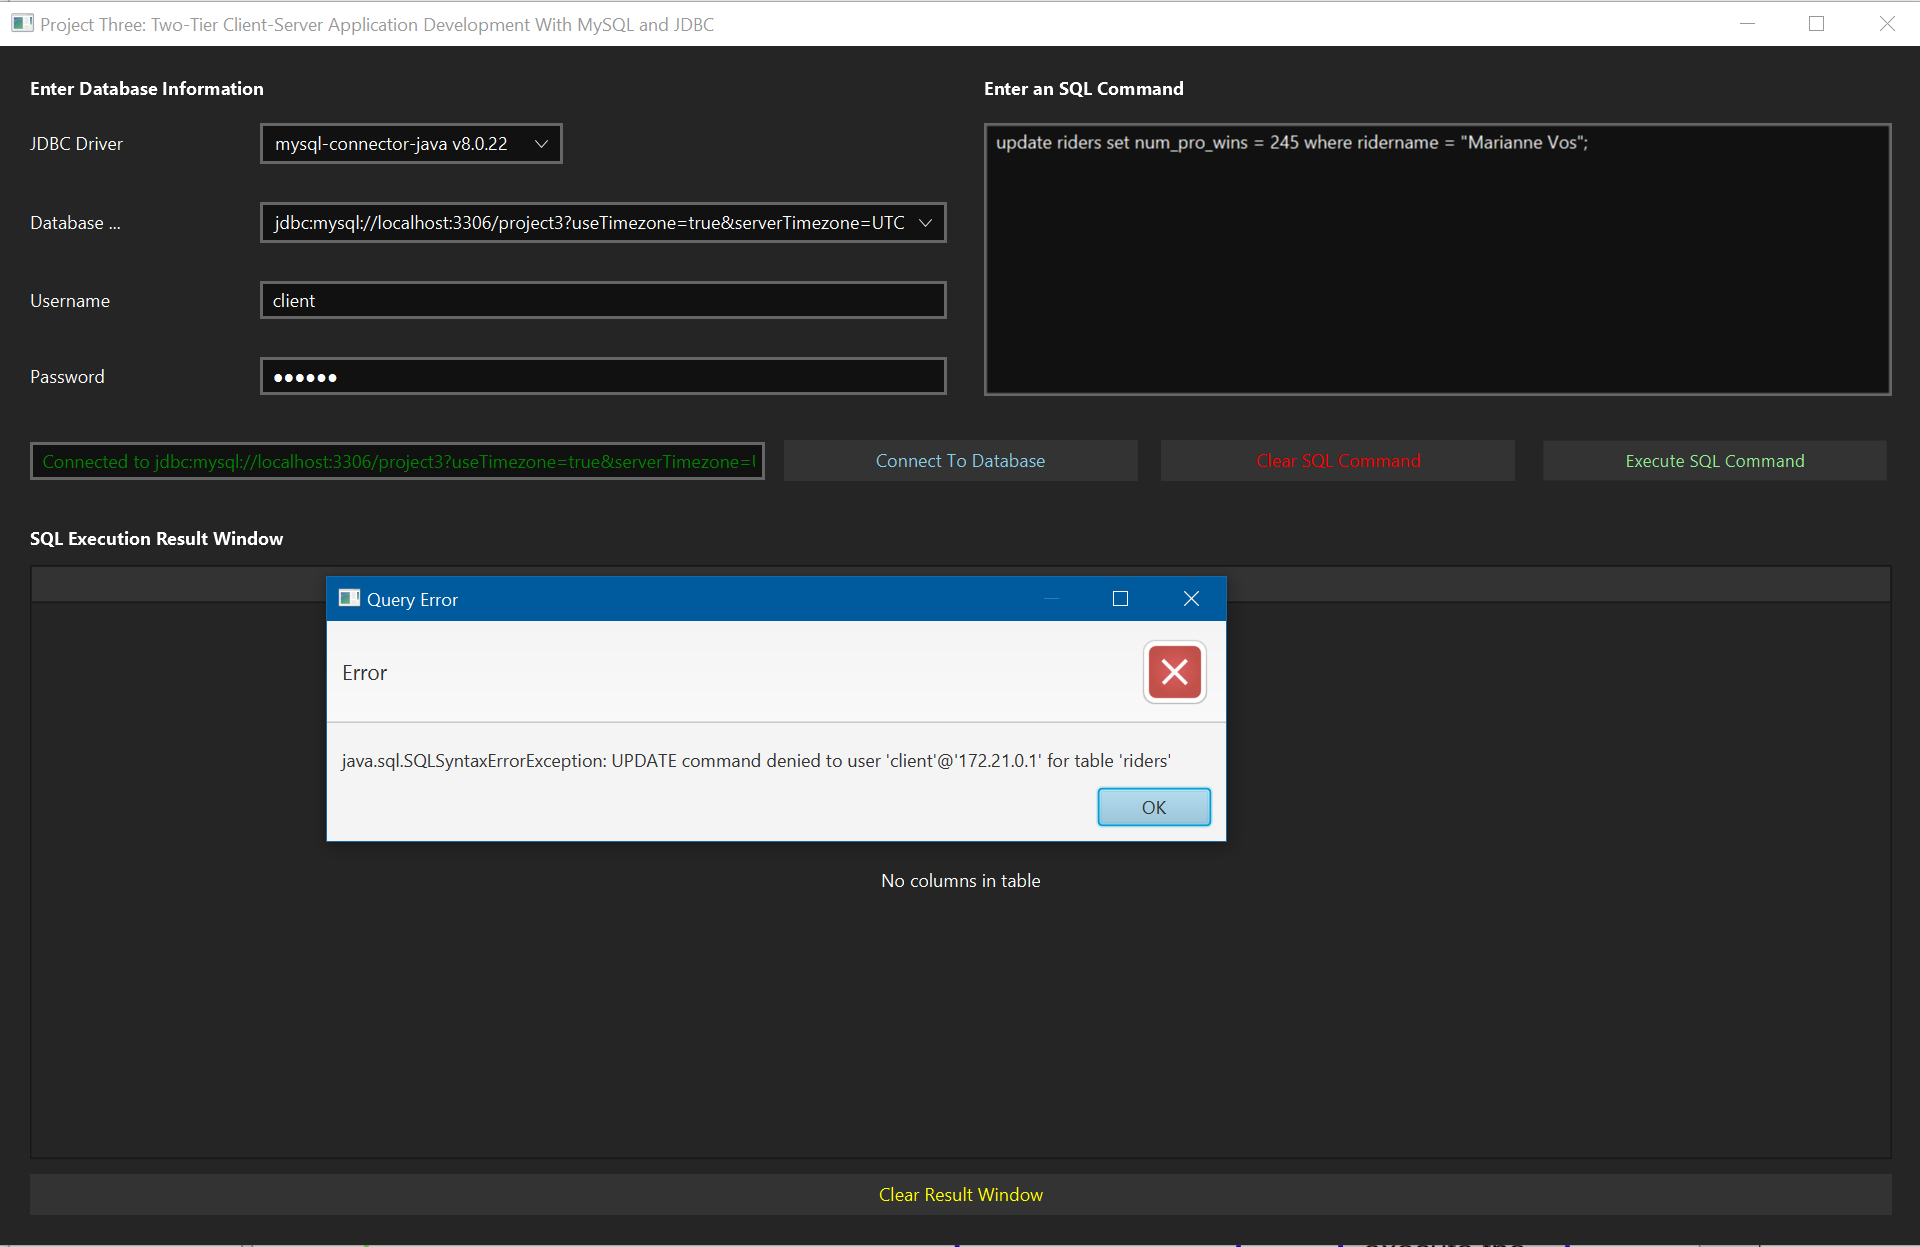 Project Three: Two-Tier Client-Server Application Development With MySQL and JDBC
Enter Database Information
Enter an SQL Command
JDBC Driver
mysql-connector-java v8.0.22
update riders set num_pro_wins = 245 where ridername = "Marianne Vos";
Database ...
jdbc:mysql://localhost:3306/project3?useTimezone=true&serverTimezone=UTC
Username
client
Password
••••••
Connected to jdbc:mysql://localhost:3306/project3?useTimezone=true&serverTimezone=
Connect To Database
Clear SQL Command
Execute SQL Command
SQL Execution Result Window
Query Error
Error
java.sql.SQLSyntaxErrorException: UPDATE command denied to user 'client'@'172.21.0.1' for table 'riders'
OK
No columns in table
Clear Result Window